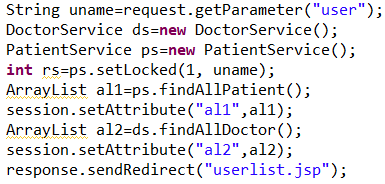 String uname=request.getParameter("user");
DoctorService ds=new DoctorService();
PatientService ps=new PatientService();
int rs=ps.setLocked(1, uname);
ArrayList al1=ps.findAllPatient();
session.setAttribute("al1",al1);
ArrayList al2=ds.findAllDoctor();
session.setAttribute("al2",al2);
response.sendRedirect("userlist.jsp");